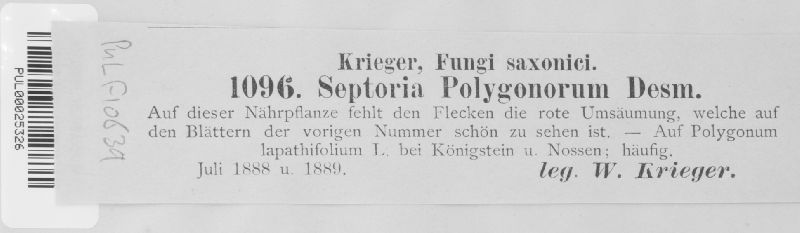 PUL00025326
PUL F10639
Krieger, Fungi saxonici.
1096. Septoria Polygonorum Desm.
Auf dieser Nährpflanze fehlt den Flecken die rote Umsäumung, welche auf
den Blättern der vorigen Nummer schön zu sehen ist. — Auf Polygonum
lapathifolium L. bei Königstein u. Nossen; häufig.
Juli 1888 u. 1889. leg. W. Krieger.